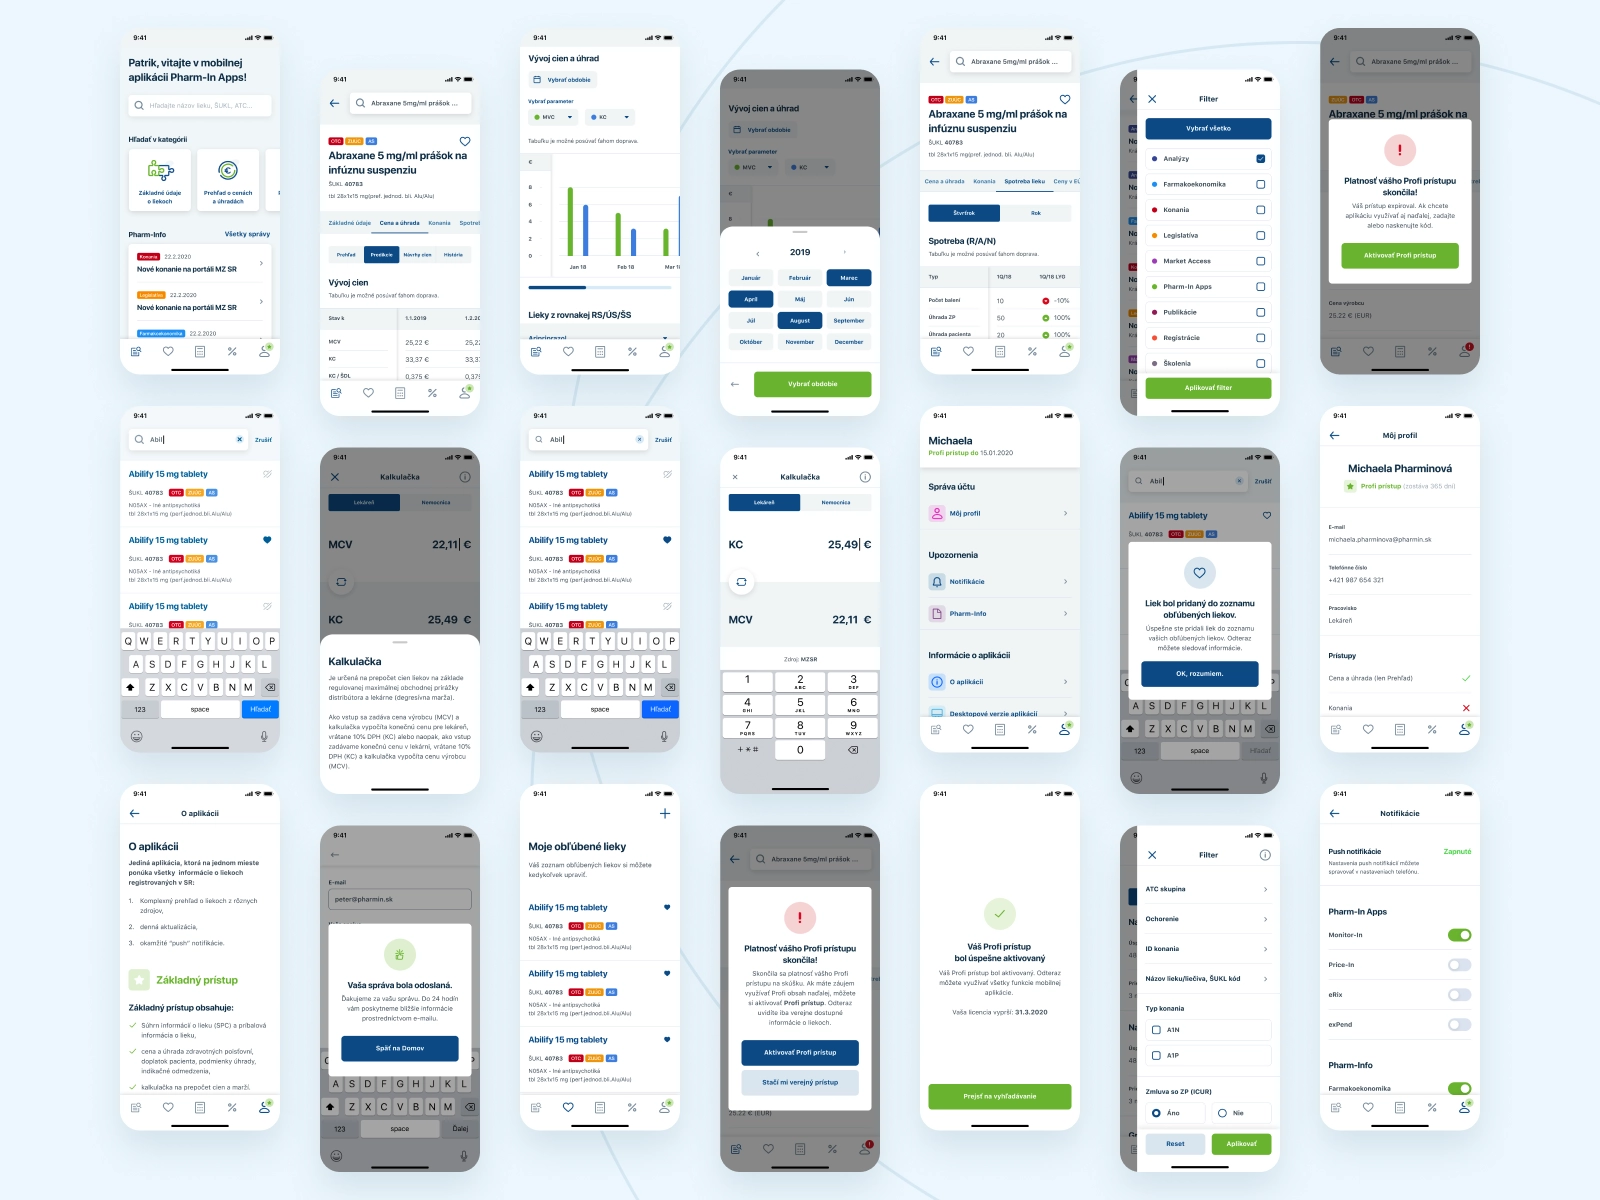 9:41
Patrik, vitajte v mobilnej
aplikácii Pharm-In Apps!
Hľadajte názov lieku, ŠUKL, ATC...
Hľadať v kategórii
Základné údaje
o liekoch
Prehľad o cenách
a úhradách
Pharm-Info
Všetky správy
Konania 22.2.2020
Nové konanie na portáli MZ SR
Legislatíva 22.2.2020
Nové konanie na portáli MZ SR
Farmakoekonomika 22.2.2020
9:41
Abraxane 5mg/ml prášok ...
OTC ZUUC AS
Abraxane 5 mg/ml prášok na
infúznu suspenziu
ŠUKL 40783
tbl 28x1x15 mg(pref. jednod. bli. Alu/Alu)
Základné údaje Cena a úhrada Konania Spotreb
Prehľad Predikcie Návrhy cien História
Vývoj cien
Tabuľku je možné posúvať ťahom doprava.
Stav k 1.1.2019 1.2.20
MCV 25,22 € 25,22
KC 33,37 € 33,37
KC / ŠDL 0,375 € 0,375
9:41
Vývoj cien a úhrad
Vybrať obdobie
Vybrať parameter
MVC KC
Tabuľku je možné posúvať ťahom doprava.
€
8
6
4
2
0
Jan 18 Feb 18 Mar 18
Lieky z rovnakej RS/ÚS/ŠS
Aripiprazol
9:41
Vývoj cien a úhrad
Vybrať obdobie
Vybrať parameter
MVC KC
€
8
2019
Január Február Marec
Apríl Máj Jún
Júl August September
Október November December
Vybrať obdobie
9:41
Abraxane 5mg/ml prášok ...
OTC ZUUC AS
Abraxane 5mg/ml prášok na
infúznu suspenziu
ŠUKL 40783
tbl 28x1x15 mg(pref. jednod. bli. Alu/Alu)
Cena a úhrada Konania Spotreba lieku Ceny v EÚ
Štvrťrok Rok
Spotreba (R/A/N)
Tabuľku je možné posúvať ťahom doprava.
Typ 1Q/18 1Q/18 LYG
Počet balení 10 -10%
Úhrada ZP 50 100%
Úhrada pacienta 20 100%
9:41
Filter
Vybrať všetko
Analýzy
Farmakoekonomika
Konania
Legislatíva
Market Access
Pharm-In Apps
Publikácie
Registrácie
Školenia
Aplikovať filter
9:41
Abraxane 5mg/ml prášok ...
OTC ZUUC AS
Abraxane 5 mg/ml prášok na
!
Platnosť vášho Profi prístupu
skončila!
Váš prístup expiroval. Ak chcete
aplikáciu využívať aj naďalej, zadajte
alebo naskenujte kód.
Aktivovať Profi prístup
Cena výrobcu
25.22 € (EUR)
9:41
Abil
Zrušiť
Abilify 15 mg tablety
ŠUKL 40783 OTC ZUUC AS
N05AX - Iné antipsychotiká
tbl 28x1x15 mg (perf.jednod.bli.Alu/Alu)
Abilify 15 mg tablety
ŠUKL 40783 OTC ZUUC AS
N05AX - Iné antipsychotiká
tbl 28x1x15 mg (perf.jednod.bli.Alu/Alu)
Abilify 15 mg tablety
ŠUKL 40783 OTC ZUUC AS
Q W E R T Y U I O P
A S D F G H J K L
Z X C V B N M
123 space Hľadať
9:41
Kalkulačka
Lekáreň Nemocnica
MCV 22,11 €
KC 25,49 €
Kalkulačka
Je určená na prepočet cien liekov na základe
regulovanej maximálnej obchodnej prirážky
distribútora a lekárne (degresívna marža).
Ako vstup sa zadáva cena výrobcu (MCV) a
kalkulačka vypočíta konečnú cenu pre lekáreň,
vrátane 10% DPH (KC) alebo naopak, ako vstup
zadávame konečnú cenu v lekárni, vrátane 10%
DPH (KC) a kalkulačka vypočíta cenu výrobcu
(MCV).
9:41
Abil
Zrušiť
Abilify 15 mg tablety
ŠUKL 40783 OTC ZUUC AS
N05AX - Iné antipsychotiká
tbl 28x1x15 mg (perf.jednod.bli.Alu/Alu)
Abilify 15 mg tablety
ŠUKL 40783 OTC ZUUC AS
N05AX - Iné antipsychotiká
tbl 28x1x15 mg (perf.jednod.bli.Alu/Alu)
Abilify 15 mg tablety
ŠUKL 40783 OTC ZUUC AS
Q W E R T Y U I O P
A S D F G H J K L
Z X C V B N M
123 space Hľadať
9:41
Kalkulačka
Lekáreň Nemocnica
KC 25,49 €
MCV 22,11 €
Zdroj: MZSR
1 2 3
ABC DEF
4 5 6
GHI JKL MNO
7 8 9
PQRS TUV WXYZ
+*# 0
9:41
Michaela
Profi prístup do 15.01.2020
Správa účtu
Môj profil
Upozornenia
Notifikácie
Pharm-Info
Informácie o aplikácii
O aplikácii
Desktopové verzie aplikácií
9:41
Abil
Zrušiť
Abilify 15 mg tablety
ŠUKL 40783 OTC ZUUC AS
Liek bol pridaný do zoznamu
obľúbených liekov.
Úspešne ste pridali liek do zoznamu
vašich obľúbených liekov. Odteraz
môžete sledovať informácie.
OK, rozumiem.
A S D F G H J K L
Z X C V B N M
123 space Hľadať
9:41
Môj profil
Michaela Pharminová
Profi prístup (zostáva 365 dní)
E-mail
michaela.pharminova@pharmin.sk
Telefónne číslo
+421 987 654 321
Pracovisko
Lekáreň
Prístupy
Cena a úhrada (len Prehľad)
Konania
9:41
O aplikácii
O aplikácii
Jediná aplikácia, ktorá na jednom mieste
ponúka všetky informácie o liekoch
registrovaných v SR:
1. Komplexný prehľad o liekoch z rôznych
zdrojov,
2. denná aktualizácia,
3. okamžité "push" notifikácie.
Základný prístup
Základný prístup obsahuje:
Súhrn informácií o lieku (SPC) a príbalová
informácia o lieku,
cena a úhrada zdravotných poisťovní,
doplatok pacienta, podmienky úhrady,
indikačné obmedzenia,
kalkulačka na prepočet cien a marží.
9:41
E-mail
peter@pharmin.sk
Vaša správa bola odoslaná.
Ďakujeme za vašu správu. Do 24 hodín
vám poskytneme bližšie informácie
prostredníctvom e-mailu.
Späť na Domov
A S D F G H J K L
Z X C V B N M
123 space Ďalej
9:41
Moje obľúbené lieky
Váš zoznam obľúbených liekov si môžete
kedykoľvek upraviť.
Abilify 15 mg tablety
ŠUKL 40783 OTC ZUUC AS
N05AX - Iné antipsychotiká
tbl 28x1x15 mg (perf.jednod.bli.Alu/Alu)
Abilify 15 mg tablety
ŠUKL 40783 OTC ZUUC AS
N05AX - Iné antipsychotiká
tbl 28x1x15 mg (perf.jednod.bli.Alu/Alu)
Abilify 15 mg tablety
ŠUKL 40783 OTC ZUUC AS
N05AX - Iné antipsychotiká
tbl 28x1x15 mg (perf.jednod.bli.Alu/Alu)
9:41
Abraxane 5mg/ml prášok ...
!
Platnosť vášho Profi prístupu
skončila!
Skončila sa platnosť vášho Profi
prístupu na skúšku. Ak máte záujem
využívať Profi obsah naďalej, môžete
si aktivovať Profi prístup. Odteraz
uvidíte iba verejne dostupné
informácie o liekoch.
Aktivovať Profi prístup
Stačí mi verejný prístup
25.22 € (EUR)
9:41
Váš Profi prístup
bol úspešne aktivovaný
Váš Profi prístup bol aktivovaný. Odteraz
môžete využívať všetky funkcie mobilnej
aplikácie.
Vaša licencia vyprší: 31.3.2020
Prejsť na vyhľadávanie
9:41
Filter
ATC skupina
Ochorenie
ID konania
Názov lieku/liečiva, ŠUKL kód
Typ konania
A1N
A1P
Zmluva so ZP (ICUR)
Áno Nie
Reset Aplikovať
9:41
Notifikácie
Push notifikácie Zapnuté
Nastavenia push notifikácií môžete
spravovať v nastaveniach telefónu.
Pharm-In Apps
Monitor-In
Price-In
eRix
exPend
Pharm-Info
Farmakoekonomika